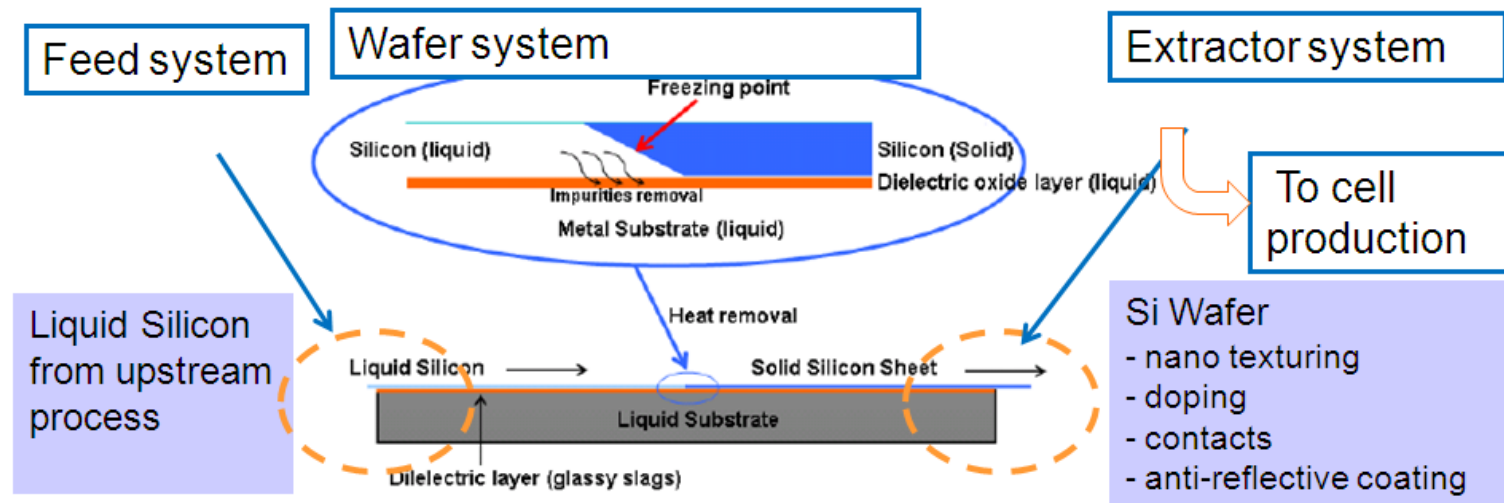 Feed system
Wafer system
Extractor system
Freezing point
Silicon (liquid)
Silicon (Solid)
Dielectric oxide layer (liquid)
Impurities removal
Metal Substrate (liquid)
To cell
production
Liquid Silicon
from upstream
process
Heat removal
Liquid Silicon
Solid Silicon Sheet
Liquid Substrate
Dilelectric layer (glassy slags)
Si Wafer
- nano texturing
- doping
- contacts
- anti-reflective coating